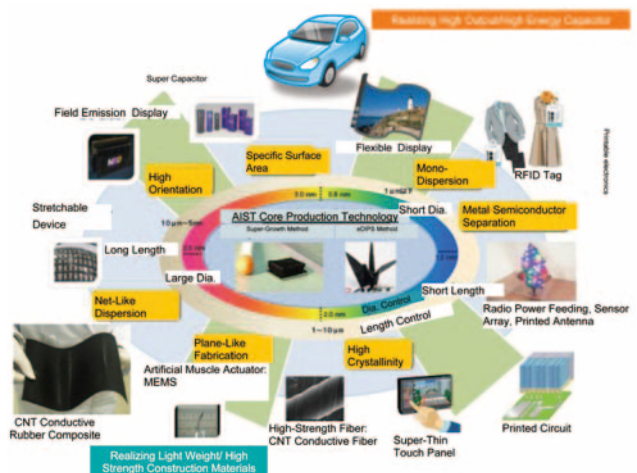 Realizing High Output/High Energy Capacitor
Super Capacitor
Field Emission Display
Flexible Display
RFID Tag
Printable electronics
Specific Surface
Area
Mono-
Dispersion
High
Orientation
Metal Semiconductor
Separation
Stretchable
Device
10μm~5mm
3.0 nm
0.8 nm
AIST Core Production Technology
Super-Growth Method
eDIPS Method
Short Dia.
Long Length
Large Dia.
Short Length
Dia. Control
Length Control
2.0 nm
1~10μm
Net-Like
Dispersion
Plane-Like
Fabrication
High
Crystallinity
Radio Power Feeding, Sensor
Array, Printed Antenna
Artificial Muscle Actuator:
MEMS
CNT Conductive
Rubber Composite
High-Strength Fiber:
CNT Conductive Fiber
Super-Thin
Touch Panel
Printed Circuit
Realizing Light Weight/ High
Strength Construction Materials